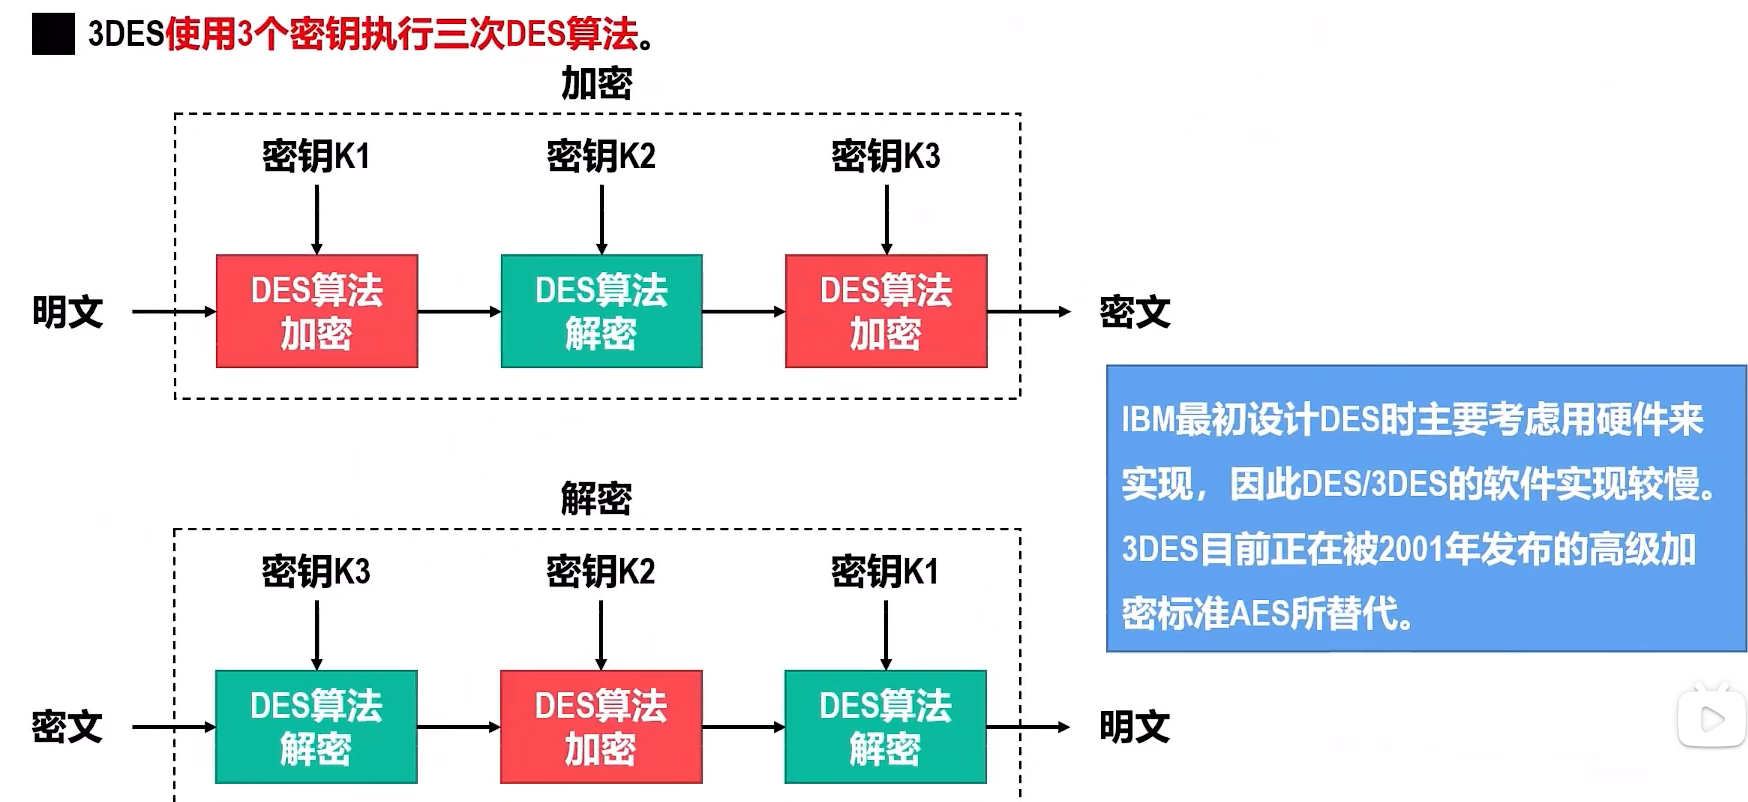 3DES使用3个密钥执行三次DES算法。
加密
密钥K1 密钥K2 密钥K3
明文
DES算法
加密
DES算法
解密
DES算法
加密
密文
IBM最初设计DES时主要考虑用硬件来
实现，因此DES/3DES的软件实现较慢。
3DES目前正在被2001年发布的高级加
密标准AES所替代。
解密
密钥K3 密钥K2 密钥K1
密文
DES算法
解密
DES算法
加密
DES算法
解密
明文